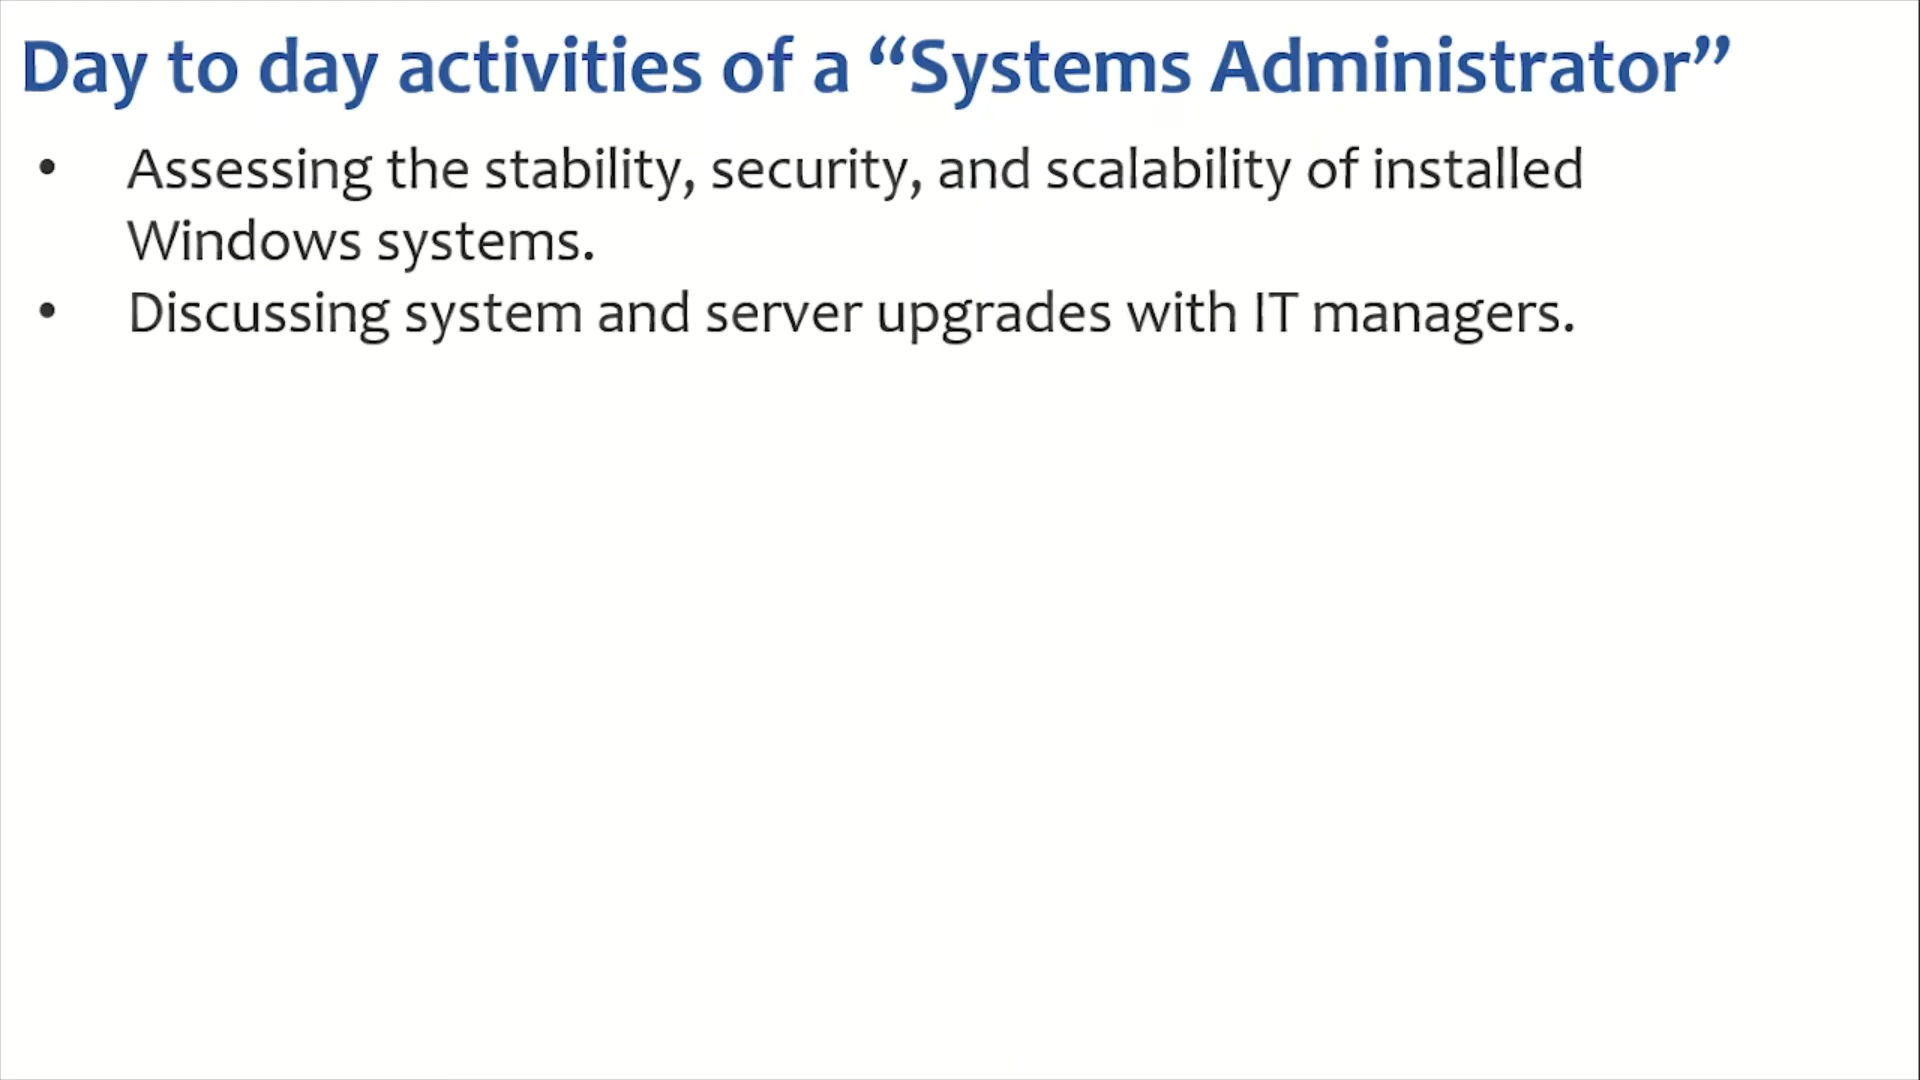 Day to day activities of a “Systems Administrator”
• Assessing the stability, security, and scalability of installed
Windows systems.
• Discussing system and server upgrades with IT managers.